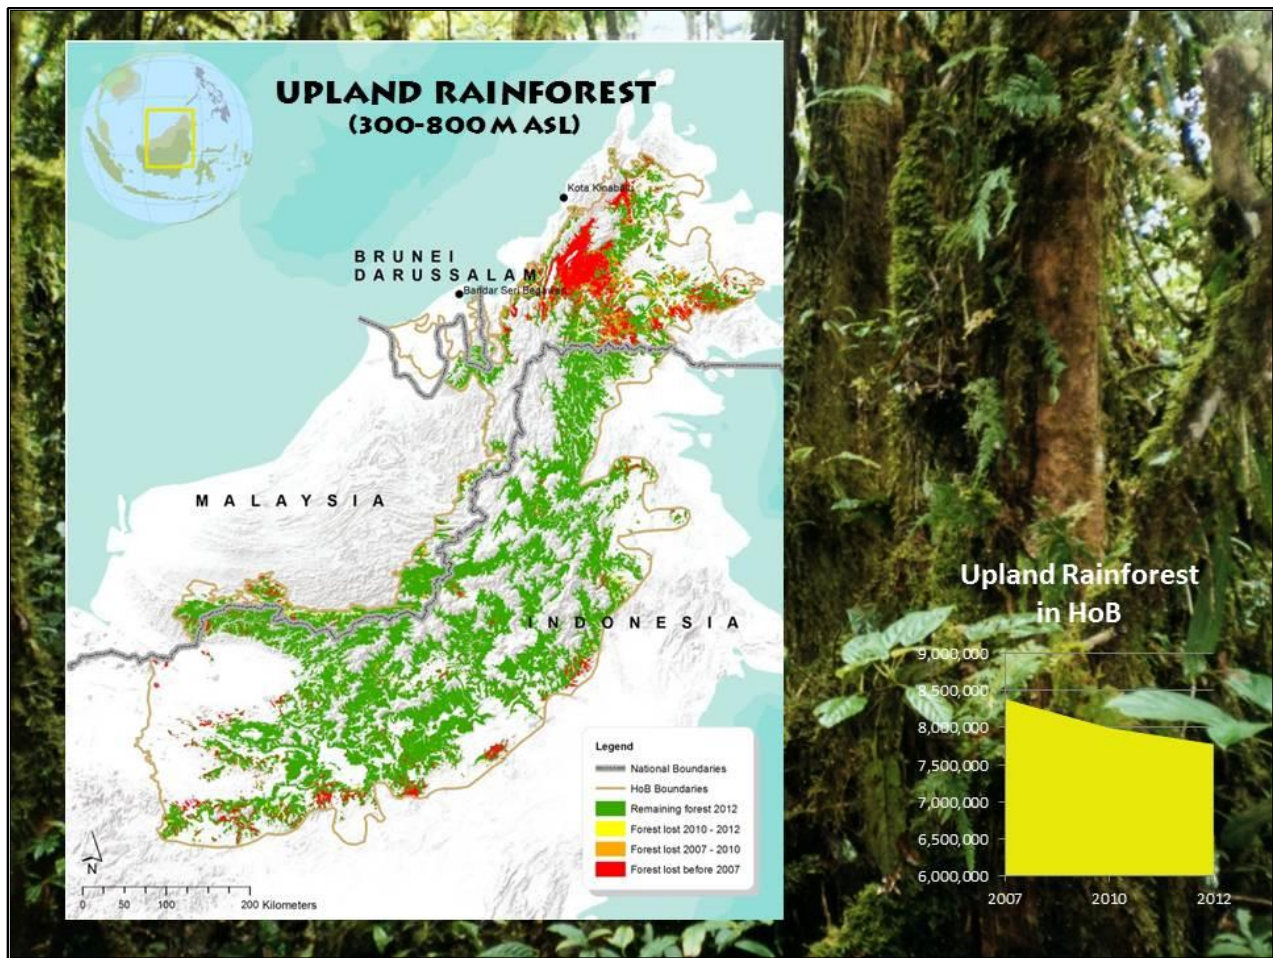 UPLAND RAINFOREST
(300-800 M ASL)
Kota Kinabalu
BRUNEI
DARUSSALAM
Bandar Seri Begawan
MALAYSIA
INDONESIA
Legend
National Boundaries
HoB Boundaries
Remaining forest 2012
Forest lost 2010 - 2012
Forest lost 2007 - 2010
Forest lost before 2007
N
0 50 100 200 Kilometers
Upland Rainforest
in HoB
9,000,000
8,500,000
8,000,000
7,500,000
7,000,000
6,500,000
6,000,000
2007 2010 2012